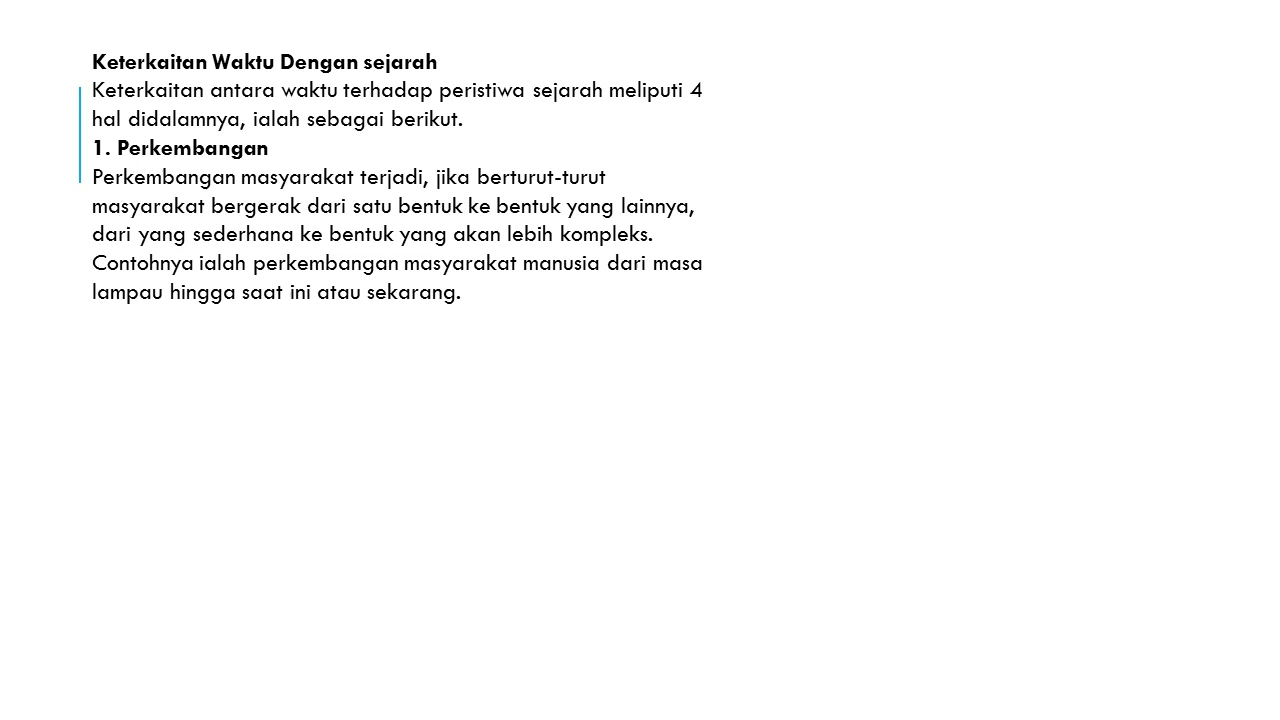 Keterkaitan Waktu Dengan sejarah
Keterkaitan antara waktu terhadap peristiwa sejarah meliputi 4
hal didalamnya, ialah sebagai berikut.
1. Perkembangan
Perkembangan masyarakat terjadi, jika berturut-turut
masyarakat bergerak dari satu bentuk ke bentuk yang lainnya,
dari yang sederhana ke bentuk yang akan lebih kompleks.
Contohnya ialah perkembangan masyarakat manusia dari masa
lampau hingga saat ini atau sekarang.